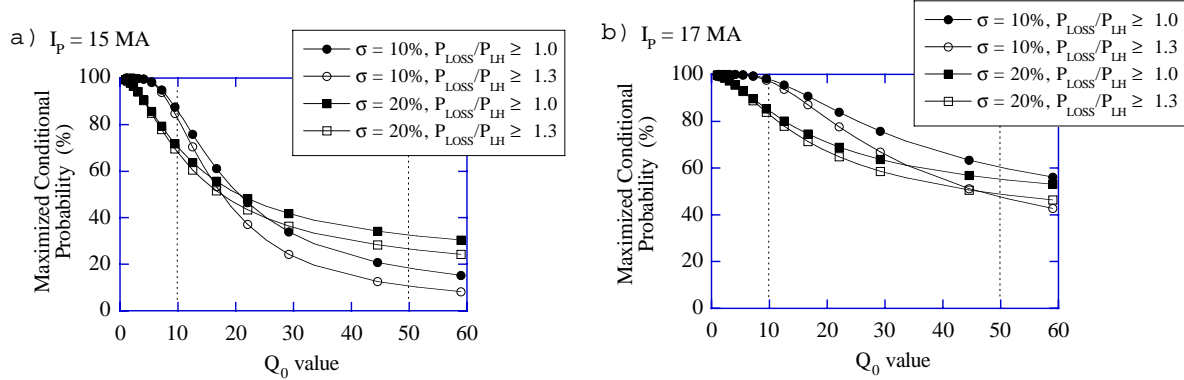 a) I_P = 15 MA
σ = 10%, P_LOSS/P_LH ≥ 1.0
σ = 10%, P_LOSS/P_LH ≥ 1.3
σ = 20%, P_LOSS/P_LH ≥ 1.0
σ = 20%, P_LOSS/P_LH ≥ 1.3
Maximized Conditional
Probability (%)
100
80
60
40
20
0
0 10 20 30 40 50 60
Q_0 value
b) I_P = 17 MA
σ = 10%, P_LOSS/P_LH ≥ 1.0
σ = 10%, P_LOSS/P_LH ≥ 1.3
σ = 20%, P_LOSS/P_LH ≥ 1.0
σ = 20%, P_LOSS/P_LH ≥ 1.3
Maximized Conditional
Probability (%)
100
80
60
40
20
0
0 10 20 30 40 50 60
Q_0 value